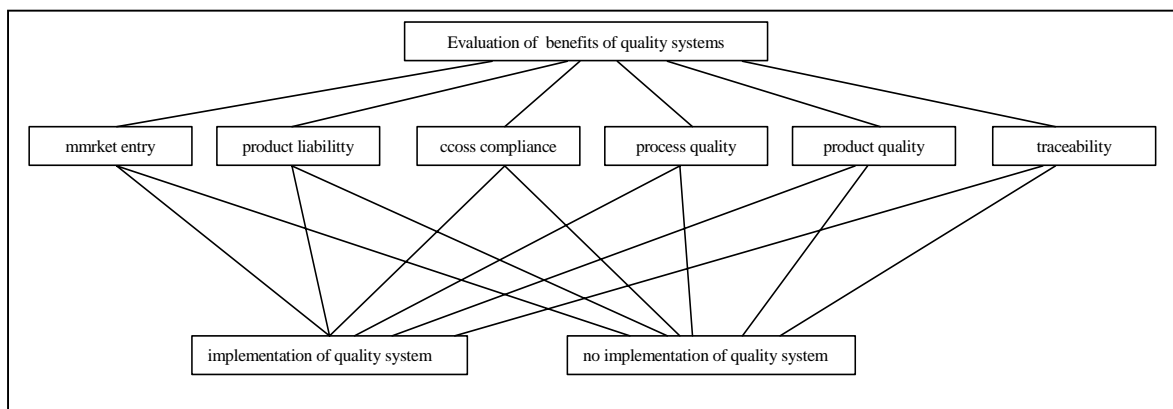 Evaluation of benefits of quality systems
mmrket entry
product liabilitty
ccoss compliance
process quality
product quality
traceability
implementation of quality system
no implementation of quality system